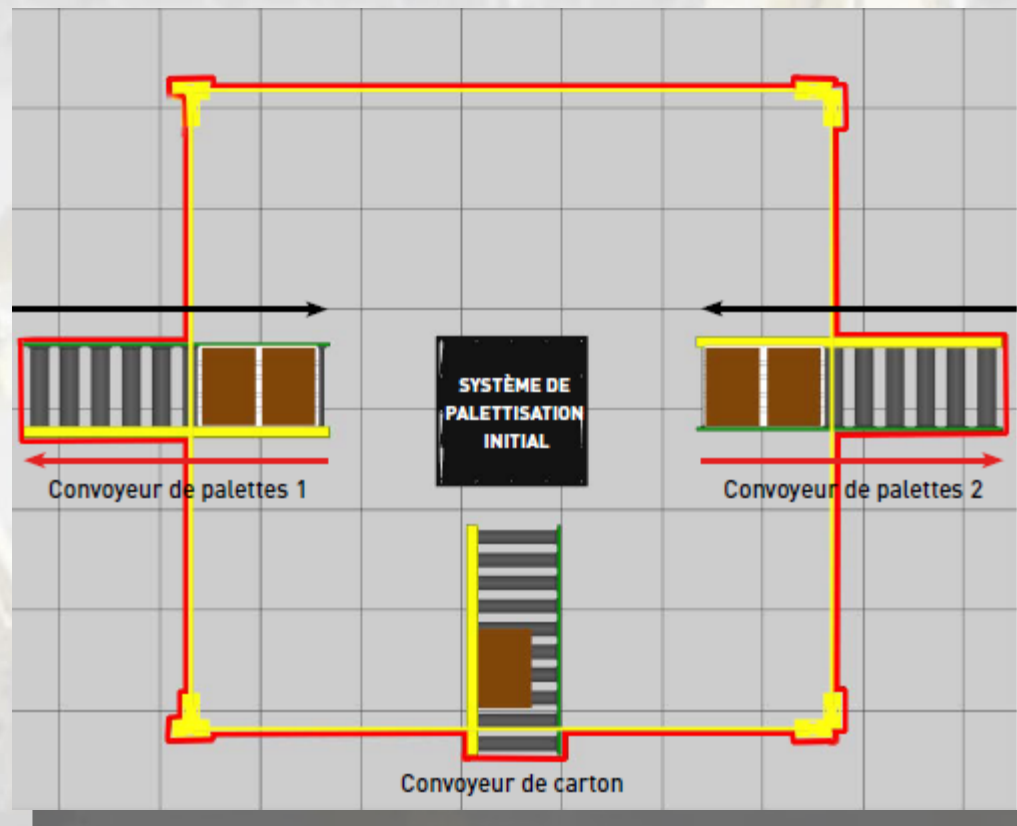 SYSTÈME DE
PALETTISATION
INITIAL
Convoyeur de palettes 1
Convoyeur de palettes 2
Convoyeur de carton